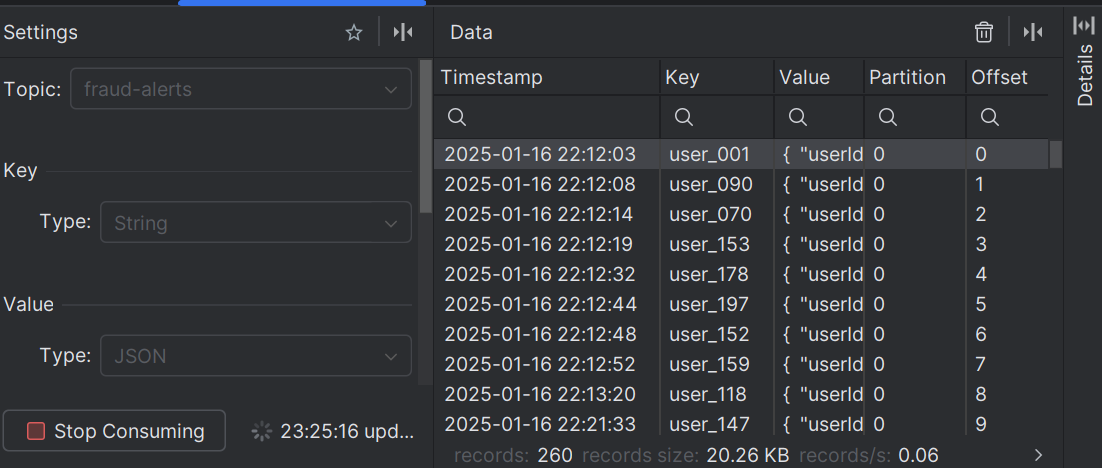 Settings
Topic: fraud-alerts
Key
Type: String
Value
Type: JSON
Stop Consuming 23:25:16 upd...
Data
Timestamp Key Value Partition Offset
2025-01-16 22:12:03 user_001 { "userId 0 0
2025-01-16 22:12:08 user_090 { "userId 0 1
2025-01-16 22:12:14 user_070 { "userId 0 2
2025-01-16 22:12:19 user_153 { "userId 0 3
2025-01-16 22:12:32 user_178 { "userId 0 4
2025-01-16 22:12:44 user_197 { "userId 0 5
2025-01-16 22:12:48 user_152 { "userId 0 6
2025-01-16 22:12:52 user_159 { "userId 0 7
2025-01-16 22:13:20 user_118 { "userId 0 8
2025-01-16 22:21:33 user_147 { "userId 0 9
records: 260 records size: 20.26 KB records/s: 0.06
Details